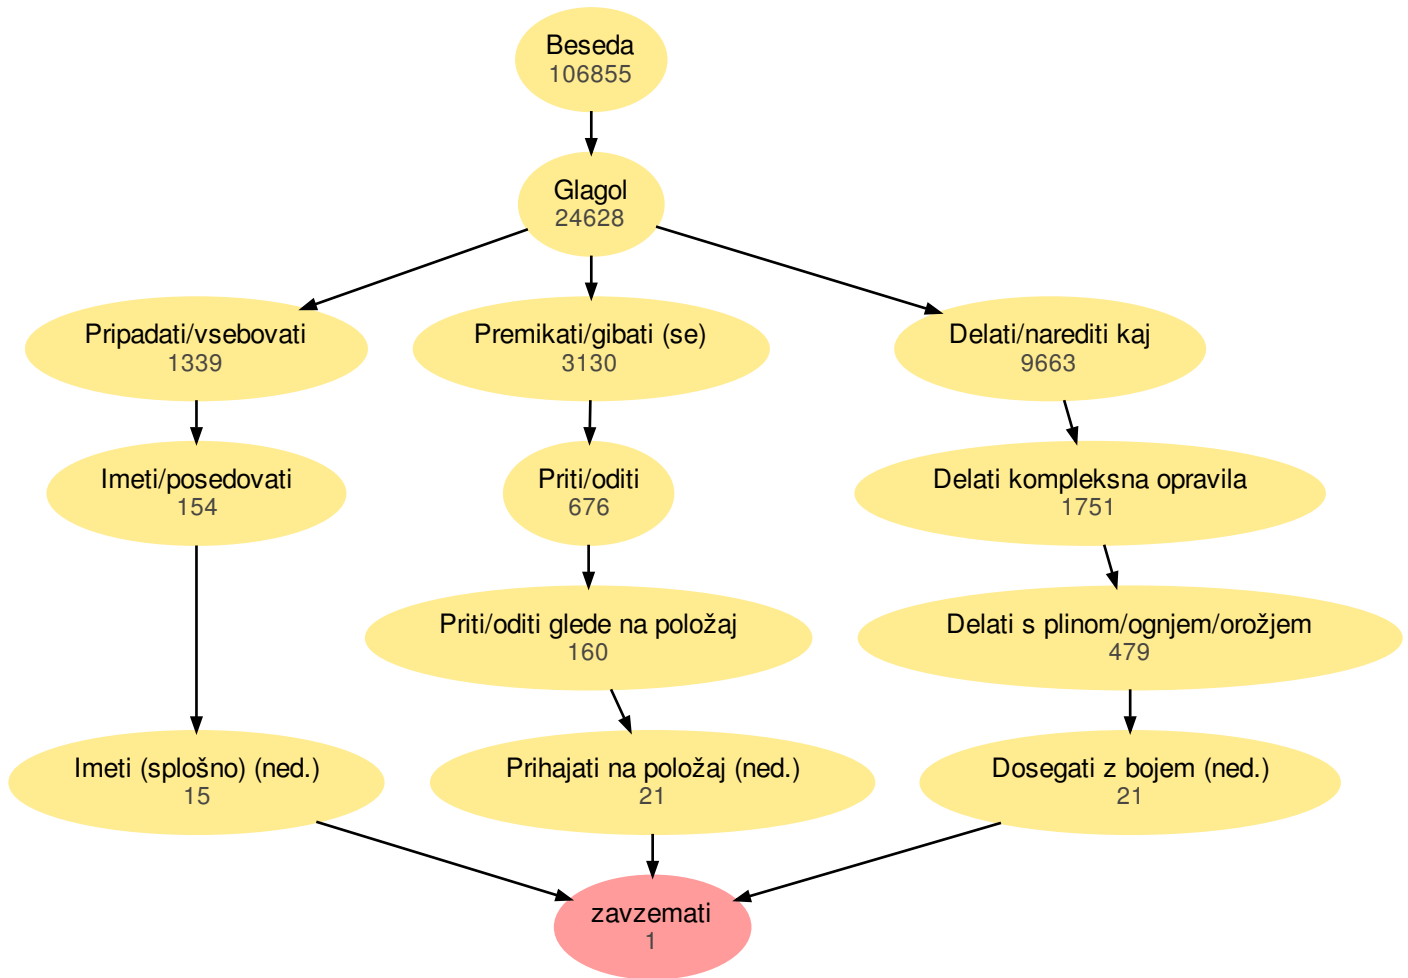 Beseda
106855
Glagol
24628
Pripadati/vsebovati
1339
Premikati/gibati (se)
3130
Delati/narediti kaj
9663
Imeti/posedovati
154
Priti/oditi
676
Delati kompleksna opravila
1751
Priti/oditi glede na položaj
160
Delati s plinom/ognjem/orožjem
479
Imeti (splošno) (ned.)
15
Prihajati na položaj (ned.)
21
Dosegati z bojem (ned.)
21
zavzemati
1